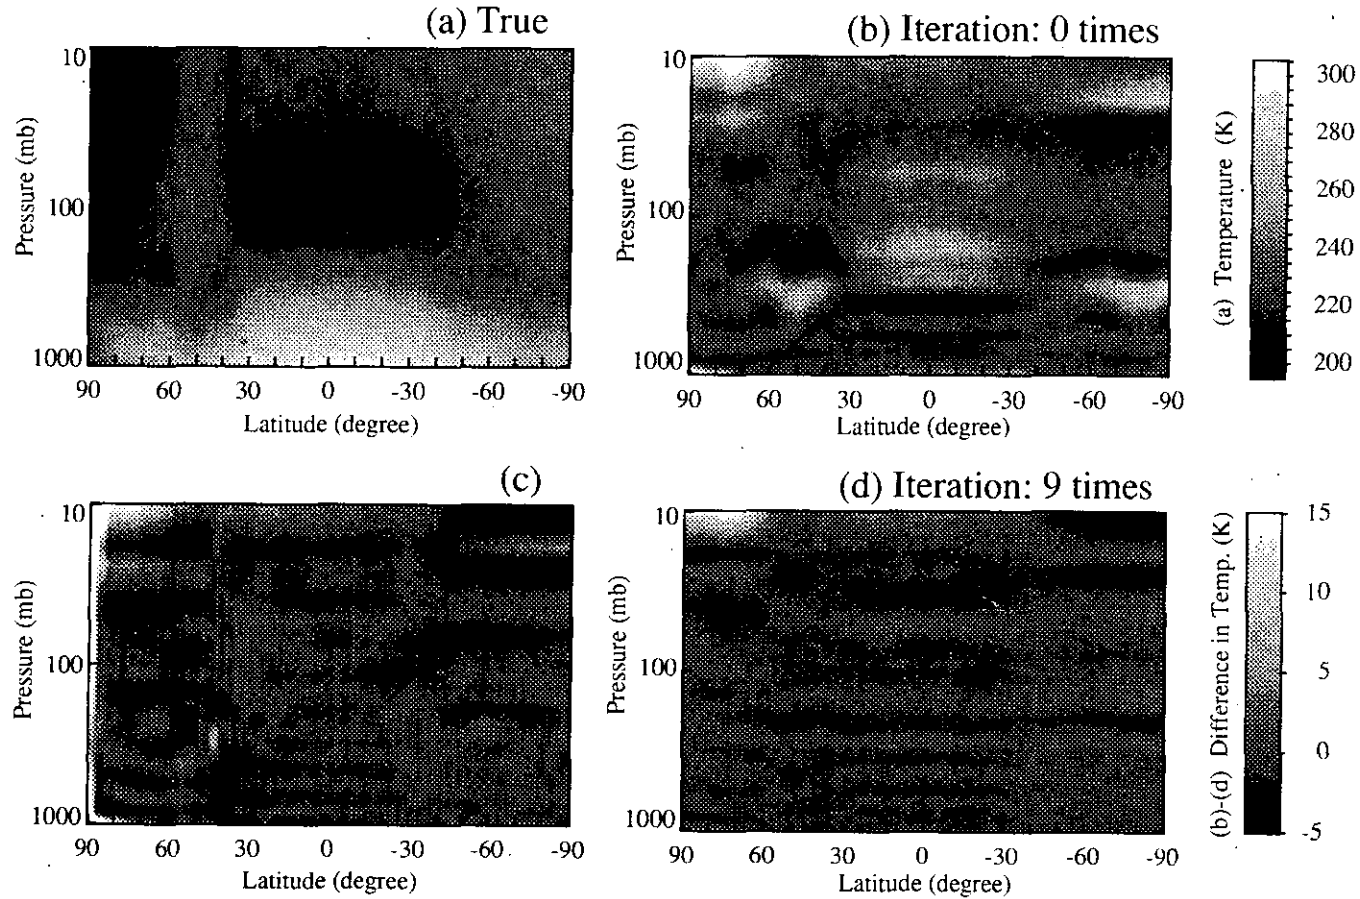 (a) True
10
100
1000
90 60 30 0 -30 -60 -90
Latitude (degree)
Pressure (mb)
(b) Iteration: 0 times
10
100
1000
90 60 30 0 -30 -60 -90
Latitude (degree)
Pressure (mb)
300
280
260
240
220
200
(a) Temperature (K)
(c)
10
100
1000
90 60 30 0 -30 -60 -90
Latitude (degree)
Pressure (mb)
(d) Iteration: 9 times
10
100
1000
90 60 30 0 -30 -60 -90
Latitude (degree)
Pressure (mb)
15
10
5
0
-5
(b)-(d) Difference in Temp. (K)